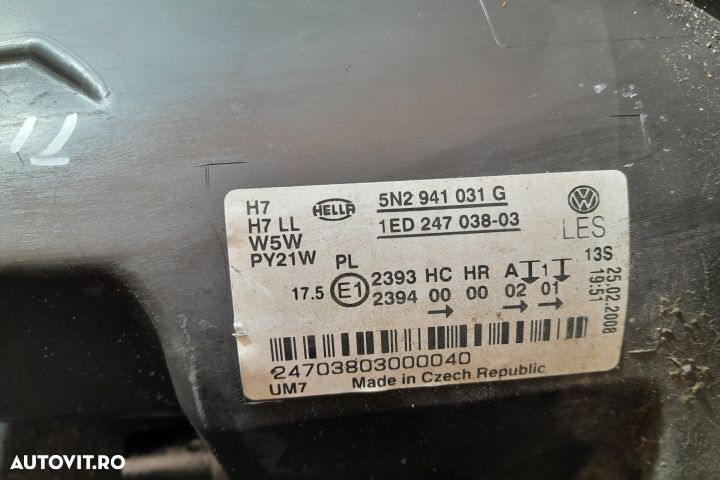 H7
H7 LL
W5W
PY21W
HELLA
5N2 941 031 G
1ED 247 038-03
VW
LES
13S
25.02.2008
19:51
PL
17.5 E1 2393 HC HR A 1
2394 00 00 02 01
→ → →
24703803000040
UM7 Made in Czech Republic
AUTOVIT.RO